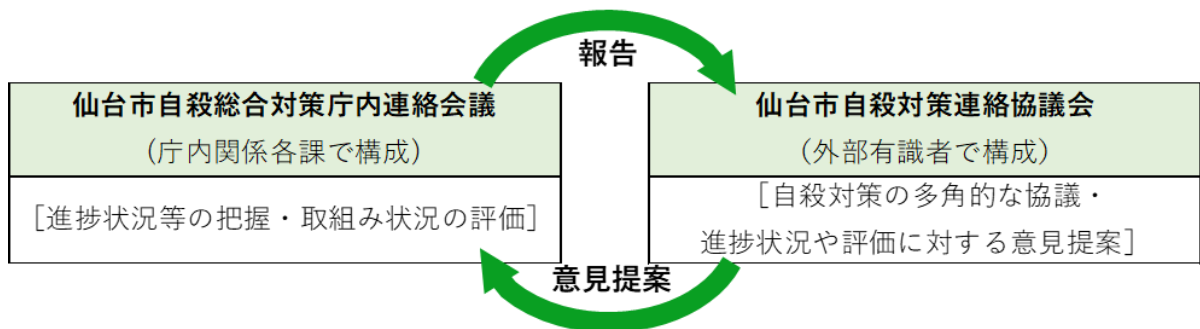 報告
仙台市自殺総合対策庁内連絡会議
（庁内関係各課で構成）
［進捗状況等の把握・取組み状況の評価］
仙台市自殺対策連絡協議会
（外部有識者で構成）
［自殺対策の多角的な協議・
進捗状況や評価に対する意見提案］
意見提案